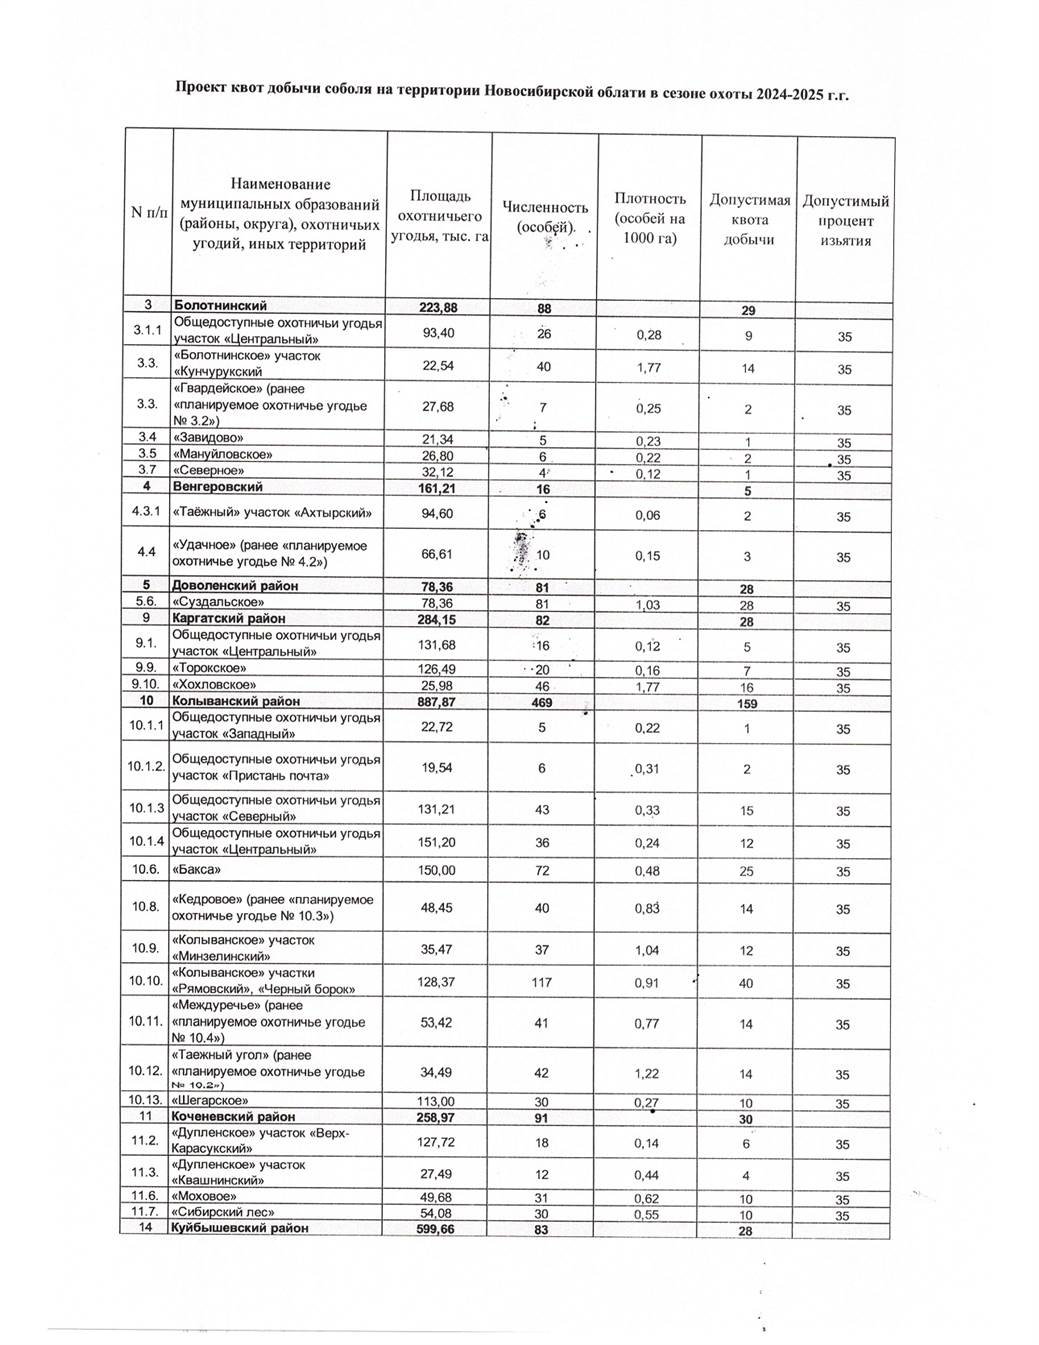 Проект квот добычи соболя на территории Новосибирской облати в сезоне охоты 2024-2025 г.г.
N п/п
Наименование
муниципальных образований
(районы, округа), охотничьих
угодий, иных территорий
Площадь
охотничьего
угодья, тыс. га
Численность
(особей)
Плотность
(особей на
1000 га)
Допустимая
квота
добычи
Допустимый
процент
изьятия
3 Болотнинский 223,88 88 29
3.1.1 Общедоступные охотничьи угодья
участок «Центральный» 93,40 26 0,28 9 35
3.3. «Болотнинское» участок
«Кунчурукский 22,54 40 1,77 14 35
3.3. «Гвардейское» (ранее
«планируемое охотничье угодье
№ 3.2») 27,68 7 0,25 2 35
3.4 «Завидово» 21,34 5 0,23 1 35
3.5 «Мануйловское» 26,80 6 0,22 2 35
3.7 «Северное» 32,12 4 0,12 1 35
4 Венгеровский 161,21 16 5
4.3.1 «Таёжный» участок «Ахтырский» 94,60 6 0,06 2 35
4.4 «Удачное» (ранее «планируемое
охотничье угодье № 4.2») 66,61 10 0,15 3 35
5 Доволенский район 78,36 81 28
5.6. «Суздальское» 78,36 81 1,03 28 35
9 Каргатский район 284,15 82 28
9.1. Общедоступные охотничьи угодья
участок «Центральный» 131,68 16 0,12 5 35
9.9. «Торокское» 126,49 20 0,16 7 35
9.10. «Хохловское» 25,98 46 1,77 16 35
10 Колыванский район 887,87 469 159
10.1.1 Общедоступные охотничьи угодья
участок «Западный» 22,72 5 0,22 1 35
10.1.2. Общедоступные охотничьи угодья
участок «Пристань почта» 19,54 6 0,31 2 35
10.1.3 Общедоступные охотничьи угодья
участок «Северный» 131,21 43 0,33 15 35
10.1.4 Общедоступные охотничьи угодья
участок «Центральный» 151,20 36 0,24 12 35
10.6. «Бакса» 150,00 72 0,48 25 35
10.8. «Кедровое» (ранее «планируемое
охотничье угодье № 10.3») 48,45 40 0,83 14 35
10.9. «Колыванское» участок
«Минзелинский» 35,47 37 1,04 12 35
10.10. «Колыванское» участки
«Рямовский», «Черный борок» 128,37 117 0,91 40 35
10.11. «Междуречье» (ранее
«планируемое охотничье угодье
№ 10.4») 53,42 41 0,77 14 35
10.12. «Таежный угол» (ранее
«планируемое охотничье угодье
№ 10.2») 34,49 42 1,22 14 35
10.13. «Шегарское» 113,00 30 0,27 10 35
11 Коченевский район 258,97 91 30
11.2. «Дупленское» участок «Верх-
Карасукский» 127,72 18 0,14 6 35
11.3. «Дупленское» участок
«Квашнинский» 27,49 12 0,44 4 35
11.6. «Моховое» 49,68 31 0,62 10 35
11.7. «Сибирский лес» 54,08 30 0,55 10 35
14 Куйбышевский район 599,66 83 28